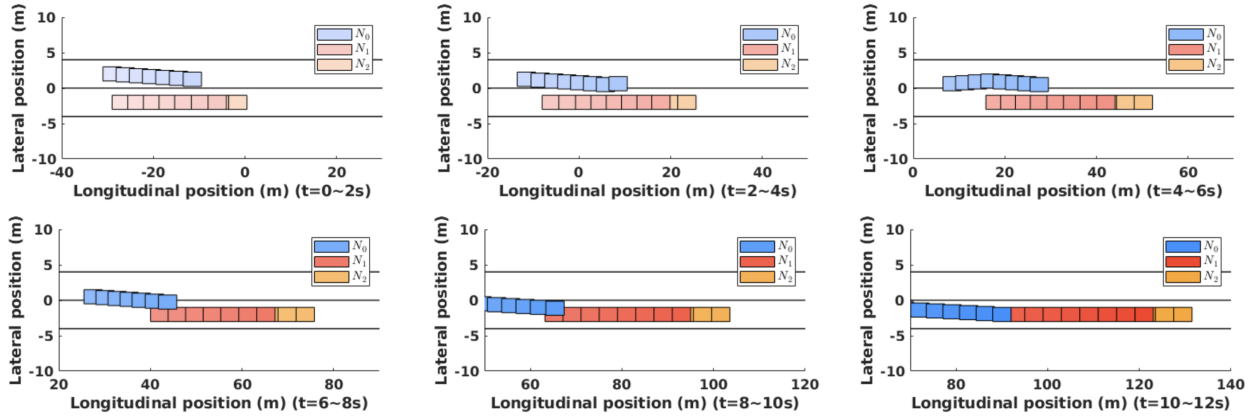 10
5
0
-5
-10
Lateral position (m)
N0
N1
N2
-40
-20
0
20
Longitudinal position (m) (t=0~2s)
10
5
0
-5
-10
Lateral position (m)
N0
N1
N2
-20
0
20
40
Longitudinal position (m) (t=2~4s)
10
5
0
-5
-10
Lateral position (m)
N0
N1
N2
0
20
40
60
Longitudinal position (m) (t=4~6s)
10
5
0
-5
-10
Lateral position (m)
N0
N1
N2
20
40
60
80
Longitudinal position (m) (t=6~8s)
10
5
0
-5
-10
Lateral position (m)
N0
N1
N2
60
80
100
120
Longitudinal position (m) (t=8~10s)
10
5
0
-5
-10
Lateral position (m)
N0
N1
N2
80
100
120
140
Longitudinal position (m) (t=10~12s)